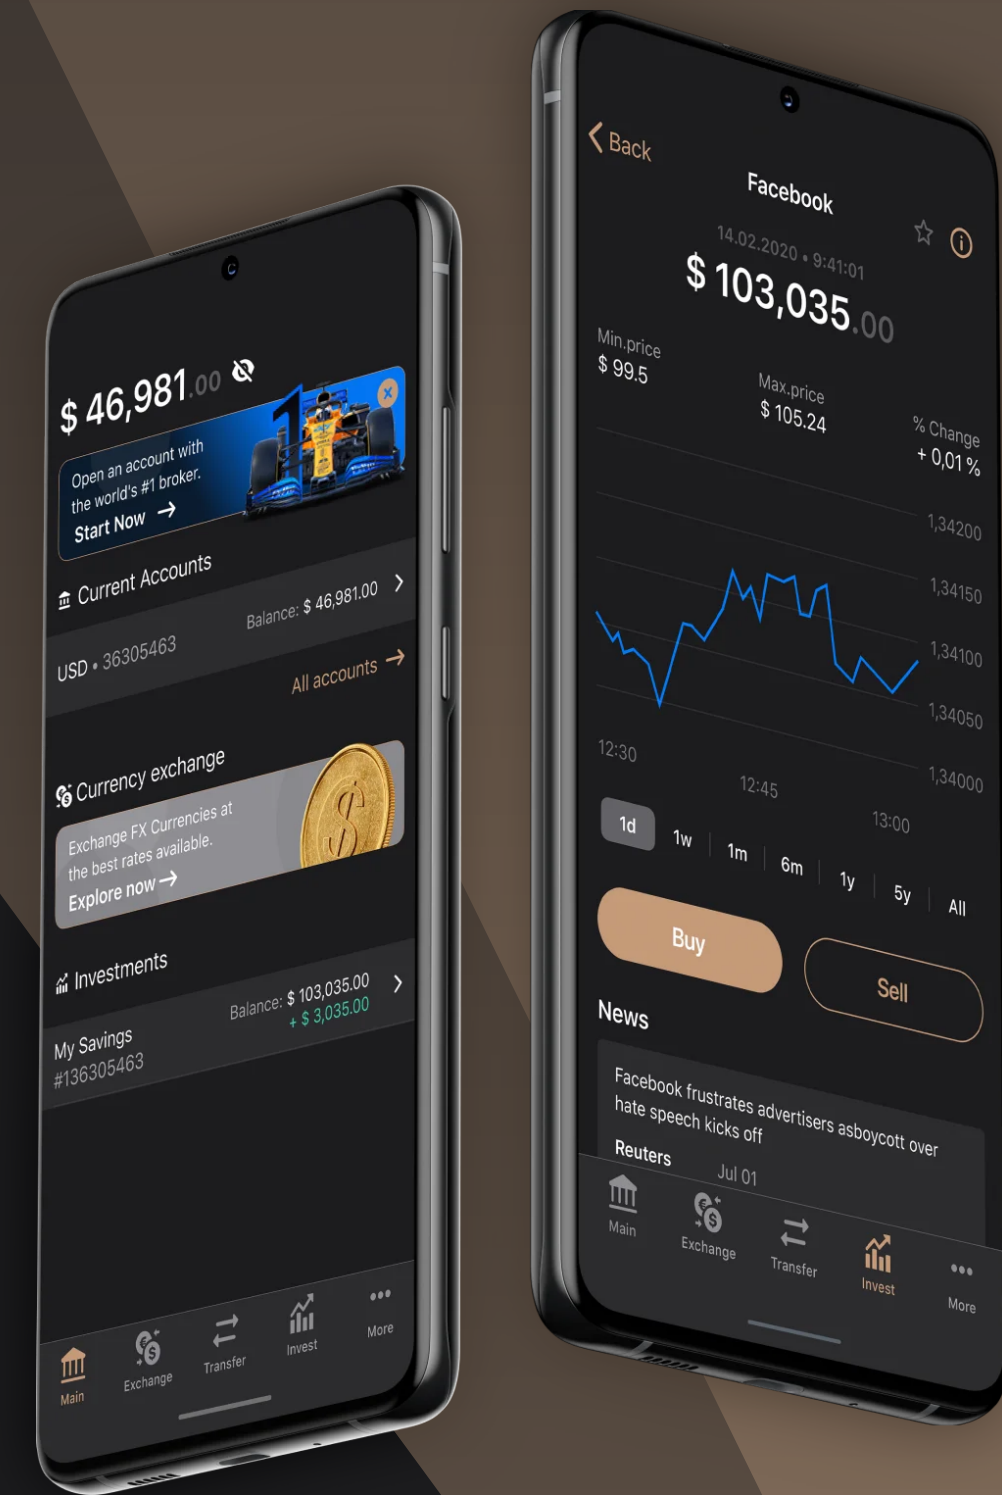 $ 46,981.00
Open an account with
the world's #1 broker.
Start Now
1
Current Accounts
USD • 36305463
Balance: $ 46,981.00
All accounts
Currency exchange
Exchange FX Currencies at
the best rates available.
Explore now
Investments
My Savings
#136305463
Balance: $ 103,035.00
+ $ 3,035.00
Main
Exchange
Transfer
Invest
More
Back
Facebook
14.02.2020 • 9:41:01
$ 103,035.00
Min.price
$ 99.5
Max.price
$ 105.24
% Change
+ 0,01 %
1,34200
1,34150
1,34100
1,34050
1,34000
12:30
12:45
13:00
1d
1w
1m
6m
1y
5y
All
Buy
Sell
News
Facebook frustrates advertisers asboycott over
hate speech kicks off
Reuters
Jul 01
Main
Exchange
Transfer
Invest
More